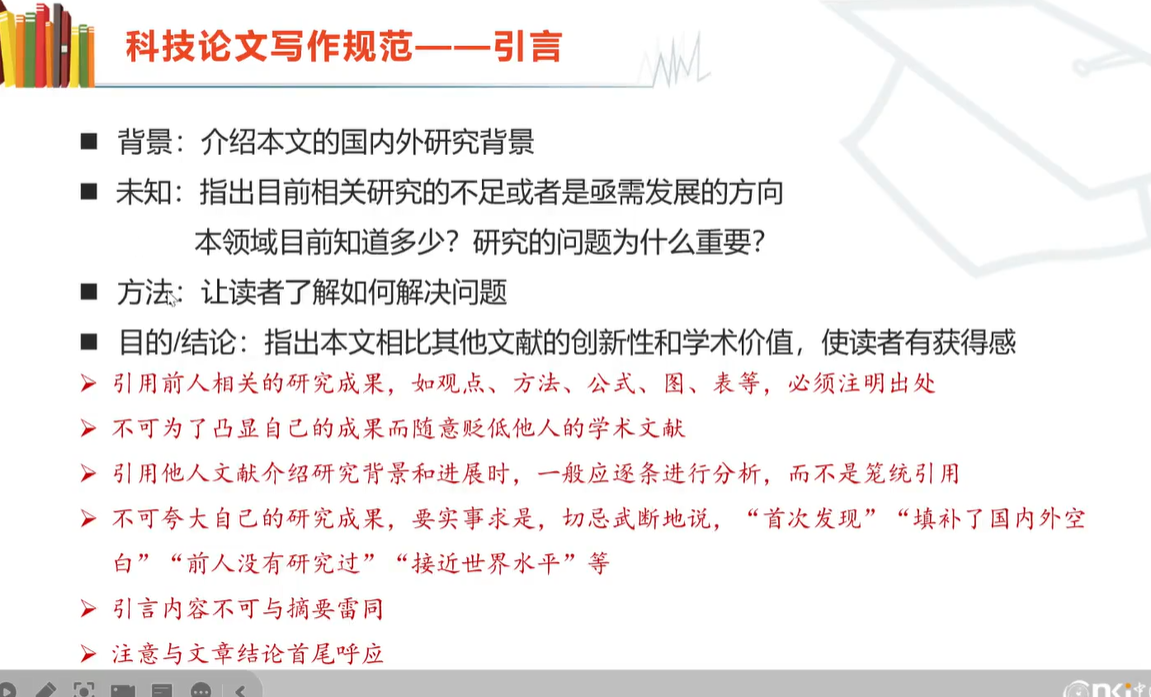 科技论文写作规范——引言
■ 背景：介绍本文的国内外研究背景
■ 未知：指出目前相关研究的不足或者是亟需发展的方向
本领域目前知道多少？研究的问题为什么重要？
■ 方法：让读者了解如何解决问题
■ 目的/结论：指出本文相比其他文献的创新性和学术价值，使读者有获得感
➢ 引用前人相关的研究成果，如观点、方法、公式、图、表等，必须注明出处
➢ 不可为了凸显自己的成果而随意贬低他人的学术文献
➢ 引用他人文献介绍研究背景和进展时，一般应逐条进行分析，而不是笼统引用
➢ 不可夸大自己的研究成果，要实事求是，切忌武断地说，“首次发现”“填补了国内外空
白”“前人没有研究过”“接近世界水平”等
➢ 引言内容不可与摘要雷同
➢ 注意与文章结论首尾呼应